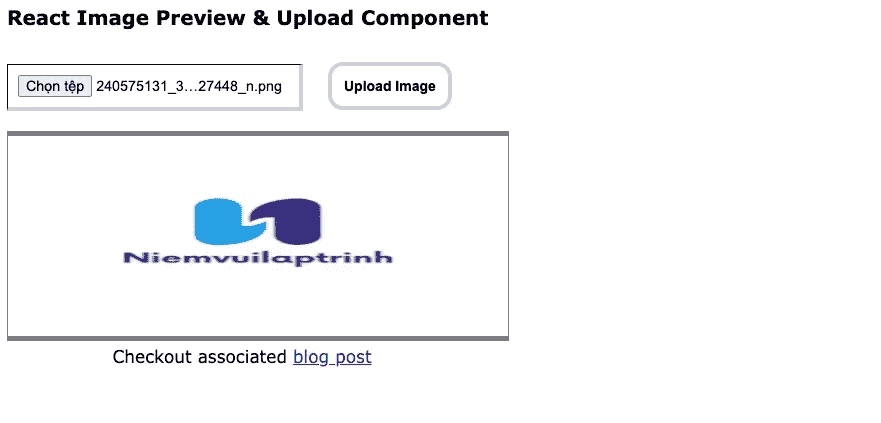 React Image Preview & Upload Component
Chọn tệp 240575131_3...27448_n.png Upload Image
Niemvuilaptrinh
Checkout associated blog post